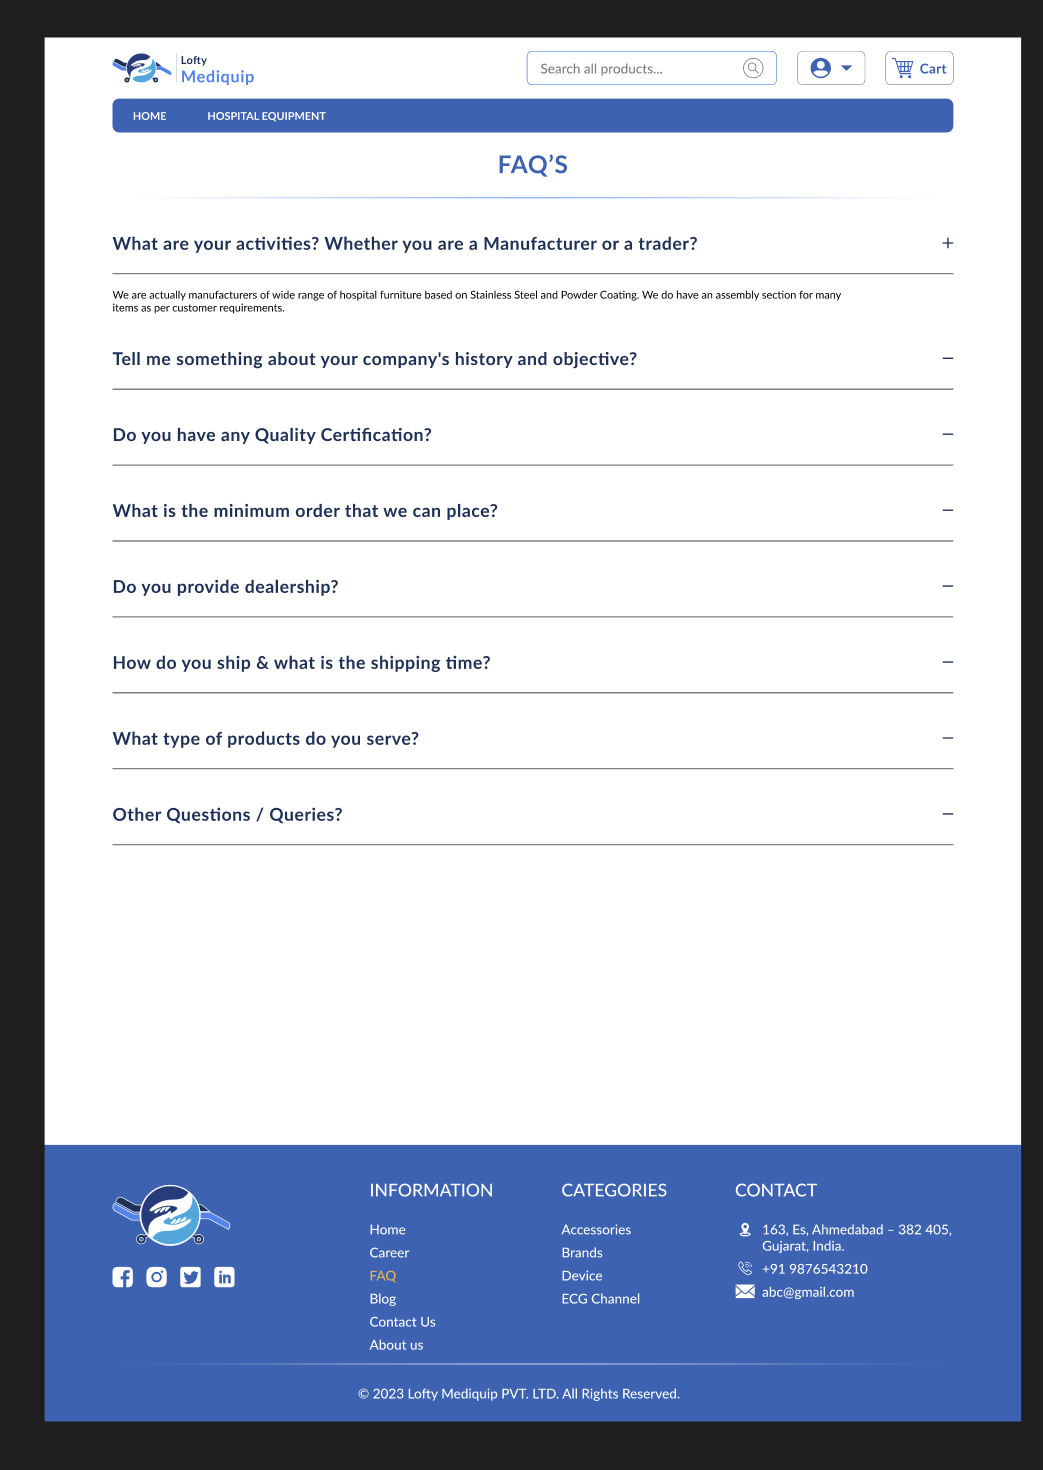 Lofty
Mediquip
Search all products...
Cart
HOME
HOSPITAL EQUIPMENT
FAQ’S
What are your activities? Whether you are a Manufacturer or a trader?
We are actually manufacturers of wide range of hospital furniture based on Stainless Steel and Powder Coating. We do have an assembly section for many
items as per customer requirements.
Tell me something about your company's history and objective?
Do you have any Quality Certification?
What is the minimum order that we can place?
Do you provide dealership?
How do you ship & what is the shipping time?
What type of products do you serve?
Other Questions / Queries?
INFORMATION
Home
Career
FAQ
Blog
Contact Us
About us
CATEGORIES
Accessories
Brands
Device
ECG Channel
CONTACT
163, Es, Ahmedabad – 382 405,
Gujarat, India.
+91 9876543210
abc@gmail.com
© 2023 Lofty Mediquip PVT. LTD. All Rights Reserved.